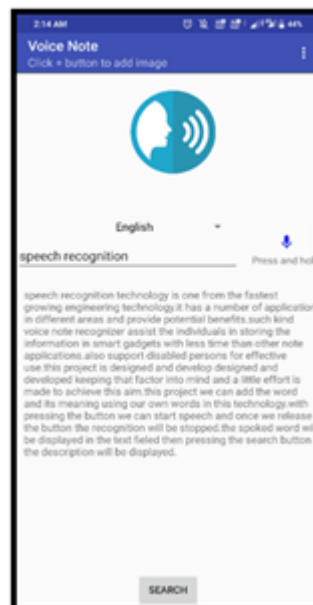 2:14 AM
44%
Voice Note
Click + button to add image
English
speech recognition
Press and hol
speech recognition technology is one from the fastest
growing engineering technology.it has a number of application
in different areas and provide potential benefits.such kind
voice note recognizer assist the individuals in storing the
information in smart gadgets with less time than other note
applications.also support disabled persons for effective
use.this project is designed and develop designed and
developed keeping that factor into mind and a little effort is
made to achieve this aim.this project we can add the word
and its meaning using our own words in this technology.with
pressing the button we can start speech and once we release
the button the recognition will be stopped.the spoked word wil
be displayed in the text fieled then pressing the search button
the description will be displayed.
SEARCH